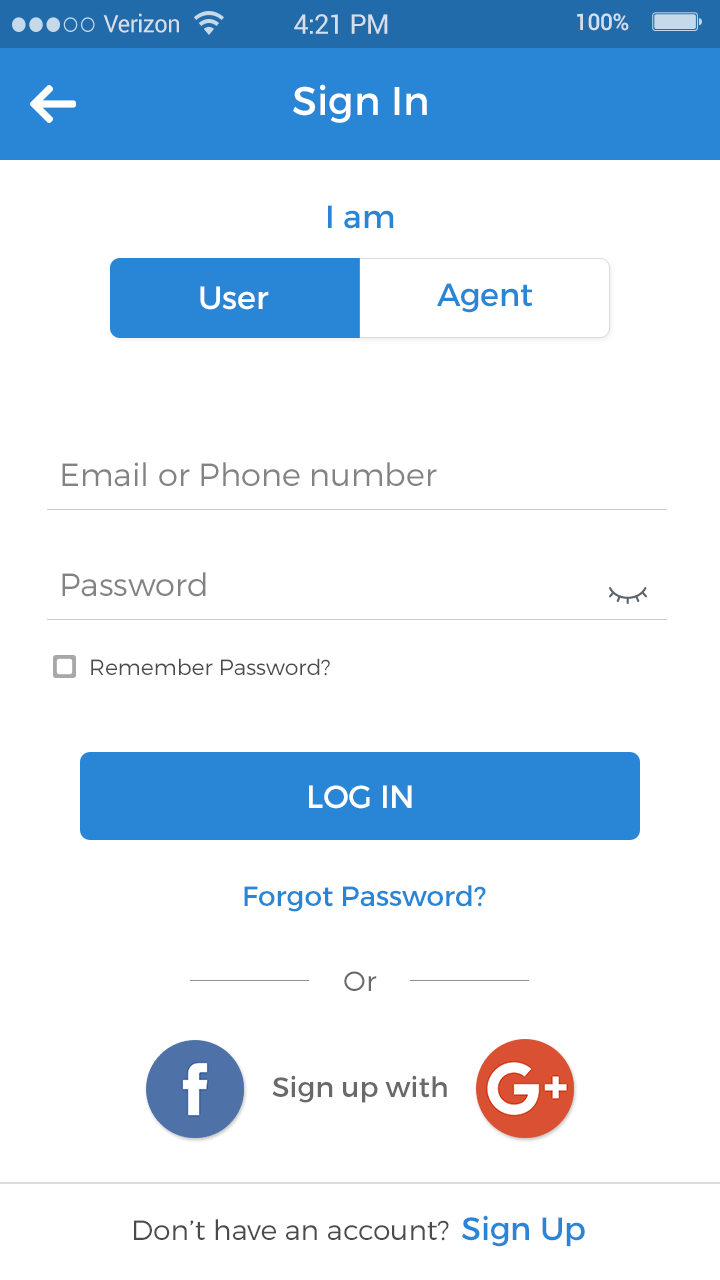 Verizon 4:21 PM 100%
Sign In
I am
User Agent
Email or Phone number
Password
Remember Password?
LOG IN
Forgot Password?
Or
f Sign up with G+
Don’t have an account? Sign Up